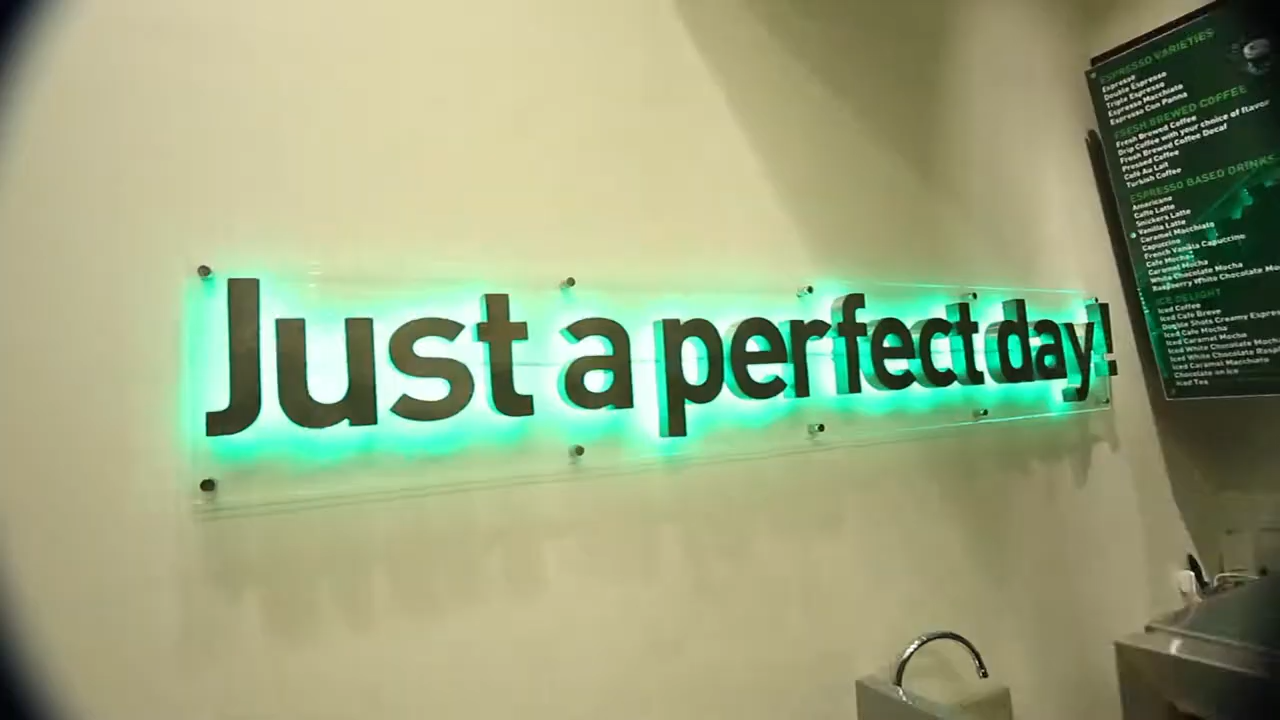 Just a perfect day!
ESPRESSO VARIETIES
Espresso
Double Espresso
Triple Espresso
Espresso Macchiato
Espresso Con Panna
FRESH BREWED COFFEE
Fresh Brewed Coffee
Drip Coffee with your choice of flavor
Fresh Brewed Coffee Decaf
Pressed Coffee
Café Au Lait
Turkish Coffee
ESPRESSO BASED DRINKS
Americano
Caffe Latte
Snickers Latte
Vanilla Latte
Caramel Macchiato
Capuccino
French Vanilla Capuccino
Cafe Mocha
Caramel Mocha
White Chocolate Mocha
Raspberry White Chocolate
ICE DELIGHT
Iced Coffee
Iced Cafe Breve
Double Shots Creamy
Iced Cafe Mocha
Iced Caramel Mocha
Iced White Chocolate Mocha
Iced White Chocolate
Iced Caramel Macchiato
Chocolate on Ice
Iced Tea